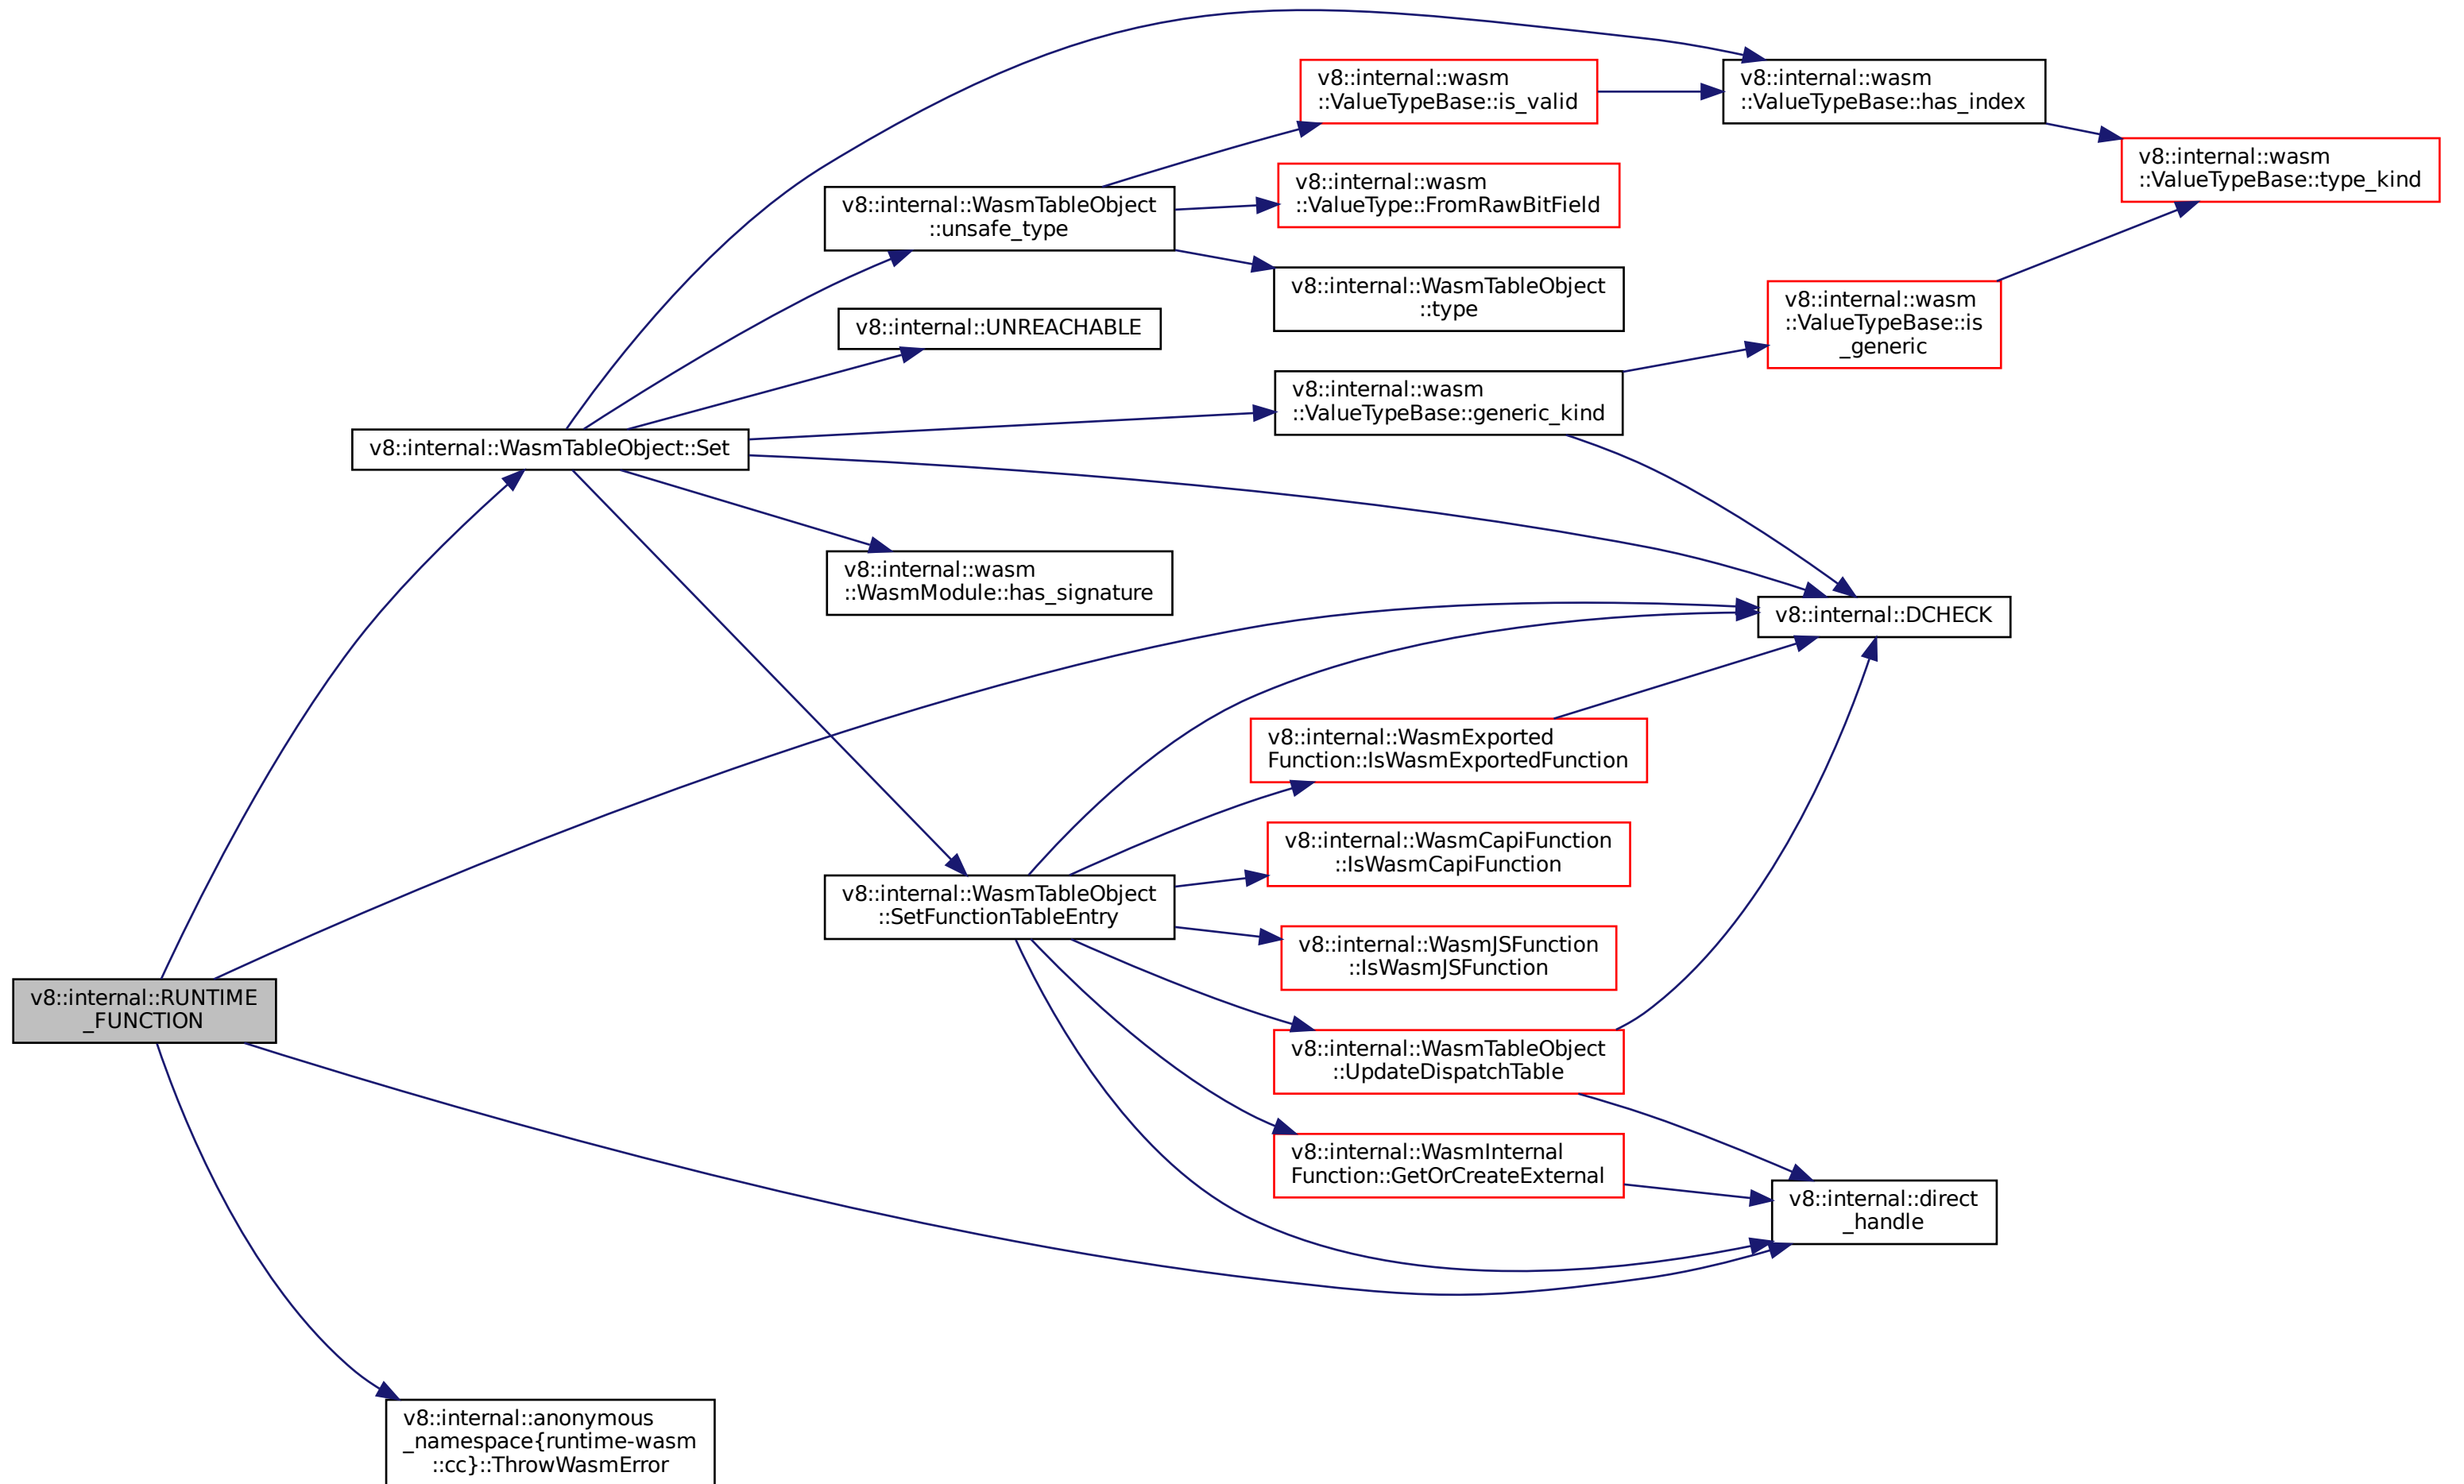 v8::internal::wasm
::ValueTypeBase::is_valid
v8::internal::wasm
::ValueTypeBase::has_index
v8::internal::wasm
::ValueTypeBase::type_kind
v8::internal::WasmTableObject
::unsafe_type
v8::internal::wasm
::ValueType::FromRawBitField
v8::internal::WasmTableObject
::type
v8::internal::UNREACHABLE
v8::internal::wasm
::ValueTypeBase::is
_generic
v8::internal::wasm
::ValueTypeBase::generic_kind
v8::internal::WasmTableObject::Set
v8::internal::wasm
::WasmModule::has_signature
v8::internal::DCHECK
v8::internal::WasmExported
Function::IsWasmExportedFunction
v8::internal::WasmCapiFunction
::IsWasmCapiFunction
v8::internal::WasmTableObject
::SetFunctionTableEntry
v8::internal::WasmJSFunction
::IsWasmJSFunction
v8::internal::RUNTIME
_FUNCTION
v8::internal::WasmTableObject
::UpdateDispatchTable
v8::internal::WasmInternal
Function::GetOrCreateExternal
v8::internal::direct
_handle
v8::internal::anonymous
_namespace{runtime-wasm
::cc}::ThrowWasmError